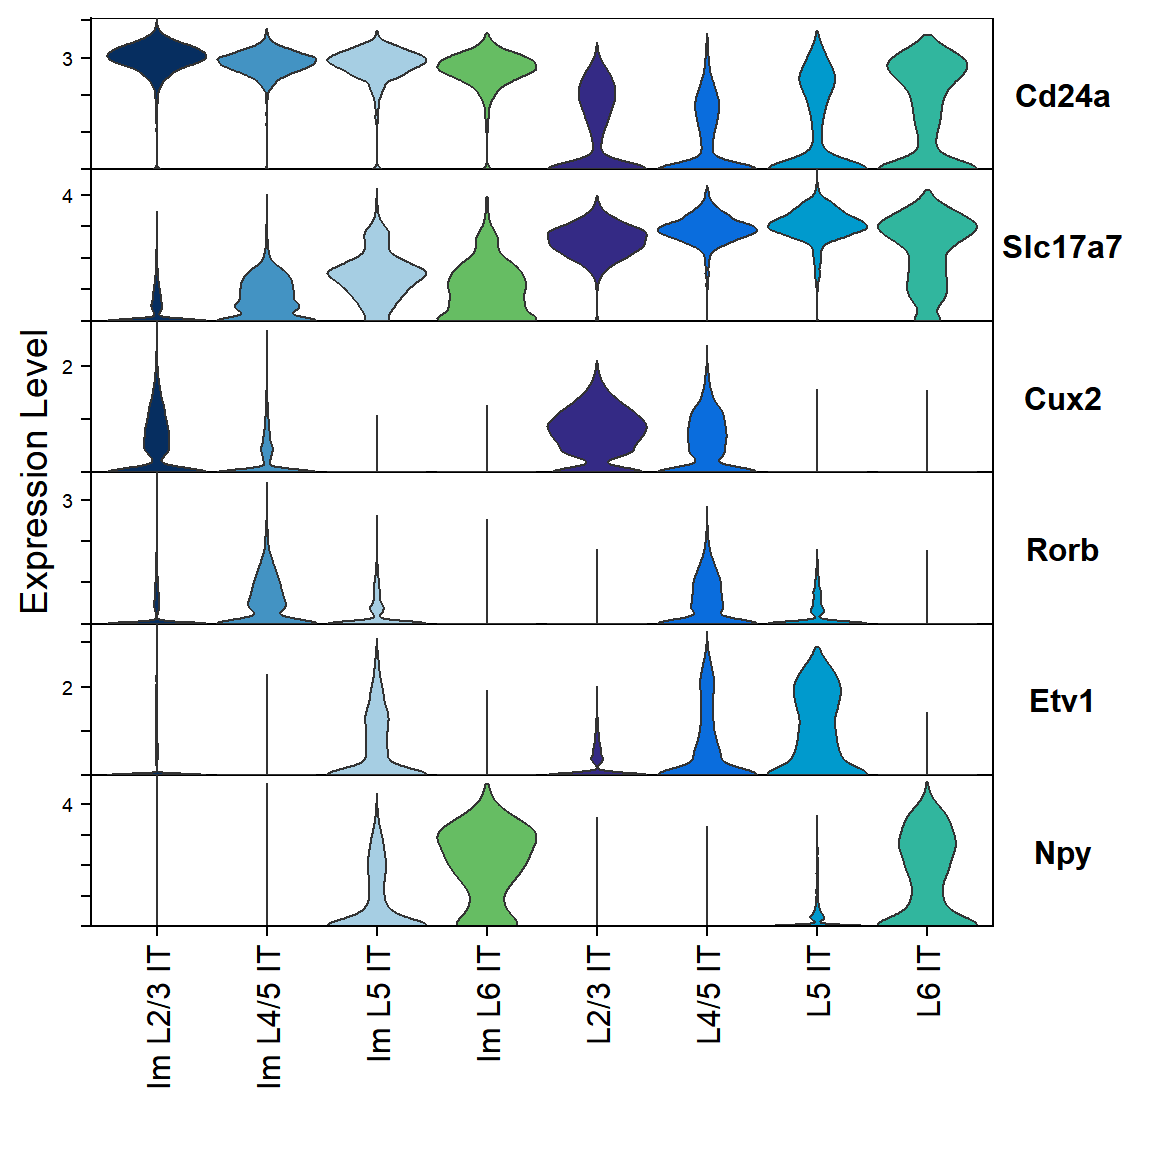 3
Cd24a
4
Slc17a7
2
Cux2
3
Rorb
2
Etv1
4
Npy
Expression Level
Im L2/3 IT
Im L4/5 IT
Im L5 IT
Im L6 IT
L2/3 IT
L4/5 IT
L5 IT
L6 IT